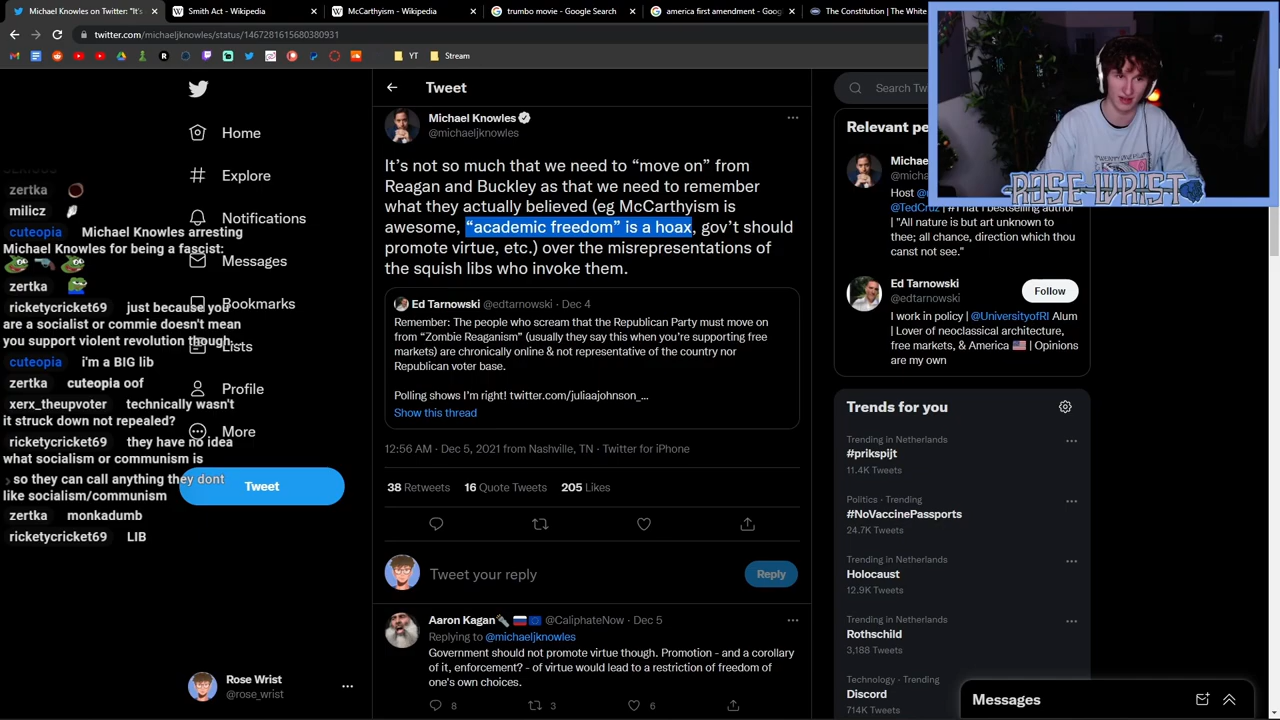 Michael Knowles on Twitter: "It's
Smith Act - Wikipedia
McCarthyism - Wikipedia
trumbo movie - Google Search
america first amendment - Goog
The Constitution | The White
twitter.com/michaeljknowles/status/1467281615680380931
YT
Stream
Home
Explore
Notifications
Messages
Bookmarks
Lists
Profile
More
Tweet
Rose Wrist
@rose_wrist
zertka
milicz
cuteopia Michael Knowles arresting
Michael Knowles for being a fascist:
zertka
ricketycricket69 just because you
are a socialist or commie doesn't mean
you support violent revolution though..
cuteopia i'm a BIG lib
zertka cuteopia oof
xerx_theupvoter technically wasn't
it struck down not repealed?
ricketycricket69 they have no idea
what socialism or communism is
so they can call anything they dont
like socialism/communism
zertka monkadumb
ricketycricket69 LIB
Tweet
Michael Knowles
@michaeljknowles
It's not so much that we need to “move on” from
Reagan and Buckley as that we need to remember
what they actually believed (eg McCarthyism is
awesome, “academic freedom” is a hoax, gov't should
promote virtue, etc.) over the misrepresentations of
the squish libs who invoke them.
Ed Tarnowski @edtarnowski · Dec 4
Remember: The people who scream that the Republican Party must move on
from “Zombie Reaganism” (usually they say this when you're supporting free
markets) are chronically online & not representative of the country nor
Republican voter base.
Polling shows I'm right! twitter.com/juliaajohnson_...
Show this thread
12:56 AM · Dec 5, 2021 from Nashville, TN · Twitter for iPhone
38 Retweets 16 Quote Tweets 205 Likes
Tweet your reply
Reply
Aaron Kagan @CaliphateNow · Dec 5
Replying to @michaeljknowles
Government should not promote virtue though. Promotion - and a corollary
of it, enforcement? - of virtue would lead to a restriction of freedom of
one's own choices.
8 3 6
Search Tw
Relevant pe
Michae
@micha
Host @
@TedCruz | #1
bestselling author
| "All nature is but art unknown to
thee; all chance, direction which thou
canst not see."
Ed Tarnowski
@edtarnowski
Follow
I work in policy | @UniversityofRI Alum
| Lover of neoclassical architecture,
free markets, & America | Opinions
are my own
Trends for you
Trending in Netherlands
#prikspijt
11.4K Tweets
Politics · Trending
#NoVaccinePassports
24.7K Tweets
Trending in Netherlands
Holocaust
12.9K Tweets
Trending in Netherlands
Rothschild
3,188 Tweets
Technology · Trending
Discord
714K Tweets
Messages
ROSE WRIST